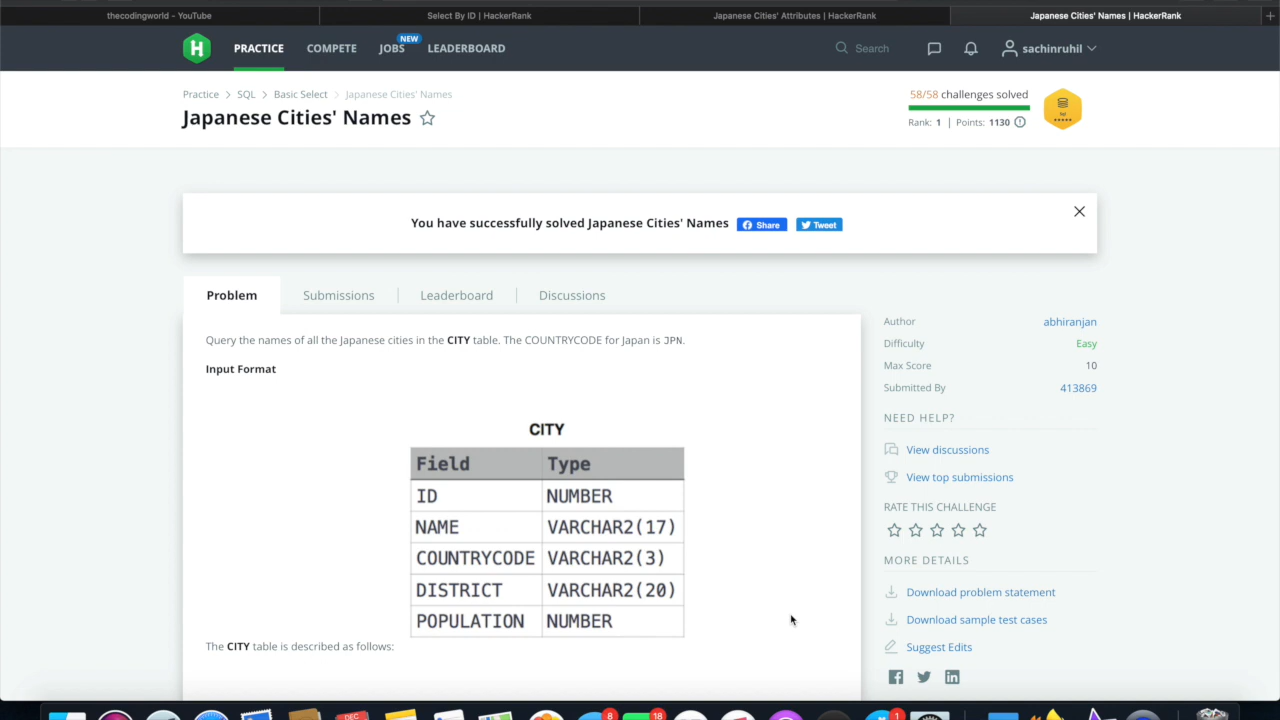 thecodingworld - YouTube
Select By ID | HackerRank
Japanese Cities' Attributes | HackerRank
Japanese Cities' Names | HackerRank
H
PRACTICE
COMPETE
JOBS
NEW
LEADERBOARD
Search
sachinruhil
Practice > SQL > Basic Select > Japanese Cities' Names
Japanese Cities' Names
58/58 challenges solved
Rank: 1 | Points: 1130
You have successfully solved Japanese Cities' Names
Share
Tweet
Problem
Submissions
Leaderboard
Discussions
Query the names of all the Japanese cities in the CITY table. The COUNTRYCODE for Japan is JPN.
Input Format
CITY
Field Type
ID NUMBER
NAME VARCHAR2(17)
COUNTRYCODE VARCHAR2(3)
DISTRICT VARCHAR2(20)
POPULATION NUMBER
The CITY table is described as follows:
Author abhiranjan
Difficulty Easy
Max Score 10
Submitted By 413869
NEED HELP?
View discussions
View top submissions
RATE THIS CHALLENGE
MORE DETAILS
Download problem statement
Download sample test cases
Suggest Edits
DEC
8
18
1